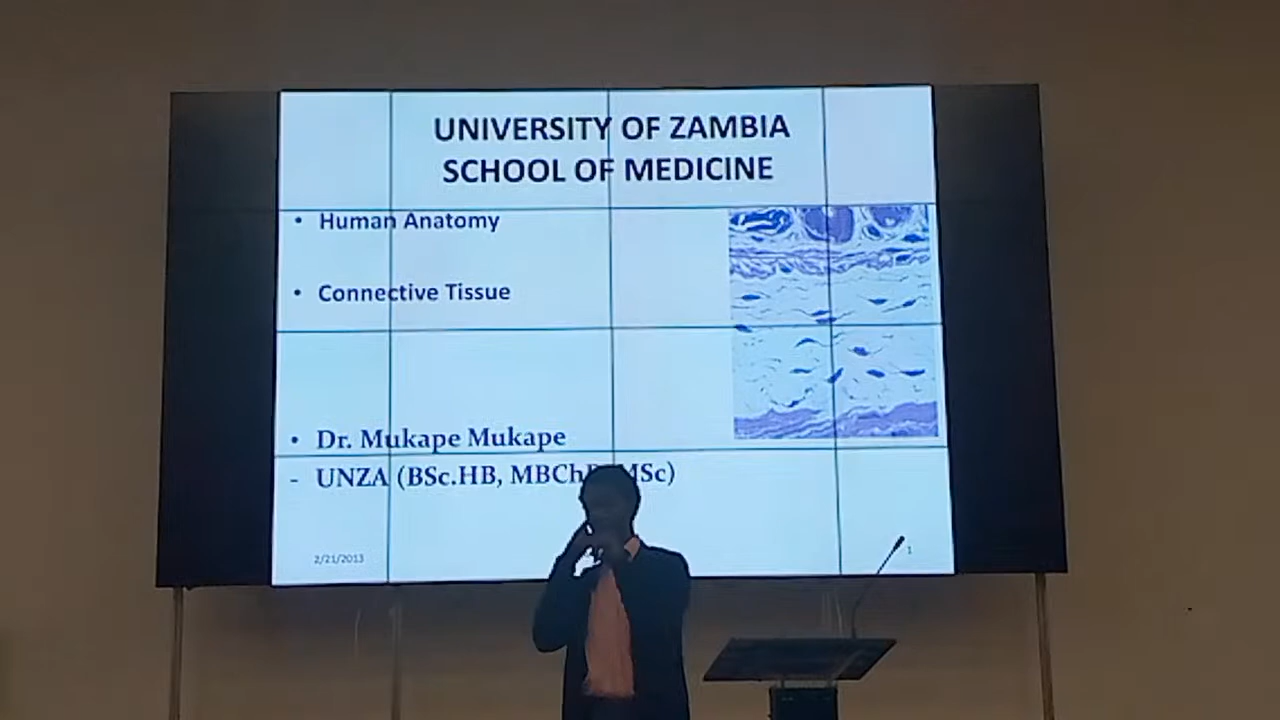 UNIVERSITY OF ZAMBIA
SCHOOL OF MEDICINE
• Human Anatomy
• Connective Tissue
• Dr. Mukape Mukape
- UNZA (BSc.HB, MBChB, MSc)
2/21/2013
1